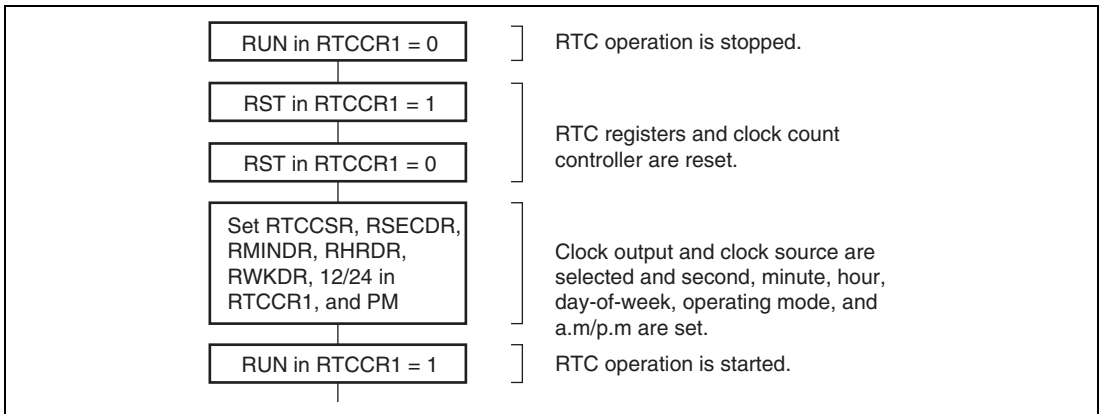 RUN in RTCCR1 = 0
RTC operation is stopped.
RST in RTCCR1 = 1
RST in RTCCR1 = 0
RTC registers and clock count
controller are reset.
Set RTCCSR, RSECDR,
RMINDR, RHRDR,
RWKDR, 12/24 in
RTCCR1, and PM
Clock output and clock source are
selected and second, minute, hour,
day-of-week, operating mode, and
a.m/p.m are set.
RUN in RTCCR1 = 1
RTC operation is started.